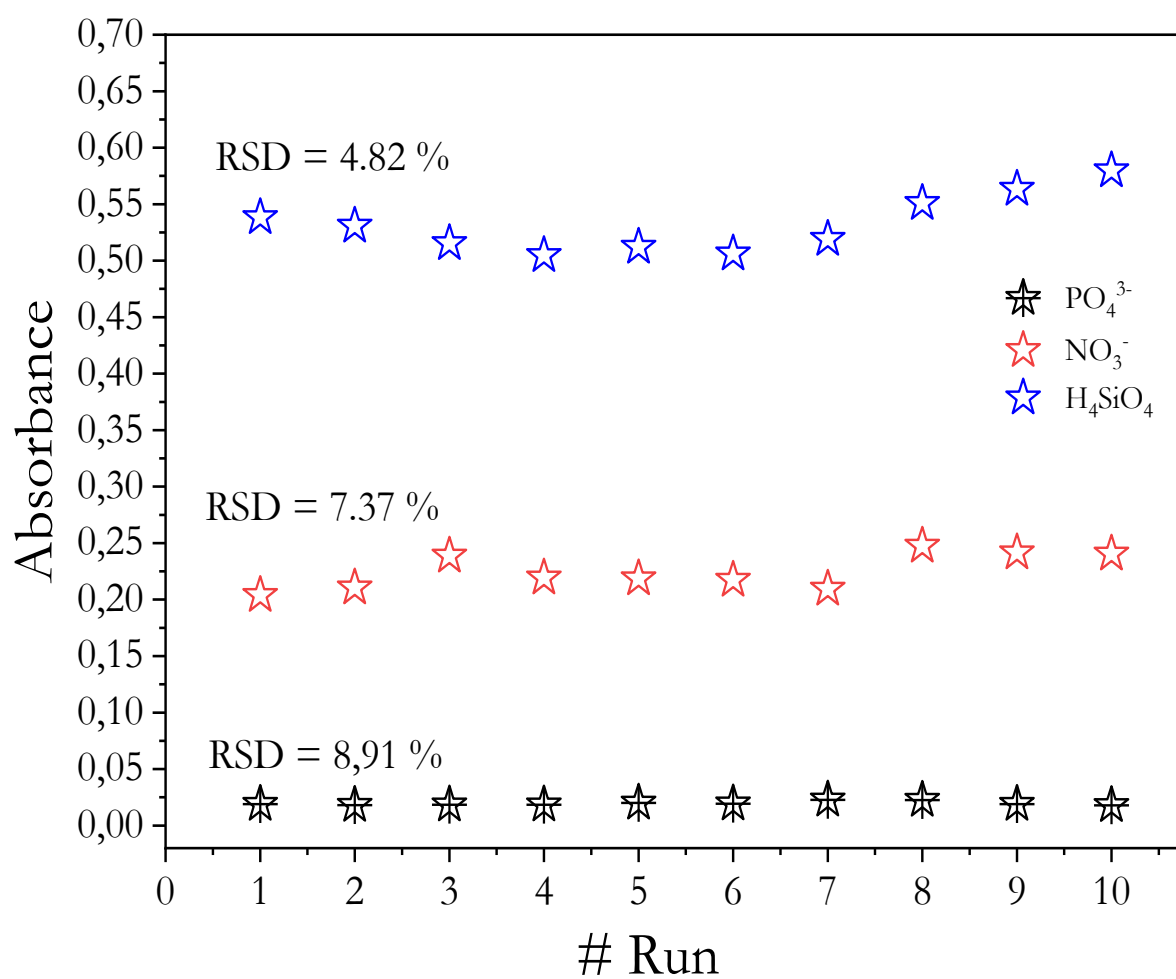 0,70
0,65
0,60
0,55
0,50
0,45
0,40
0,35
0,30
0,25
0,20
0,15
0,10
0,05
0,00
Absorbance
RSD = 4.82 %
RSD = 7.37 %
RSD = 8,91 %
PO₄³⁻
NO₃⁻
H₄SiO₄
0 1 2 3 4 5 6 7 8 9 10
# Run